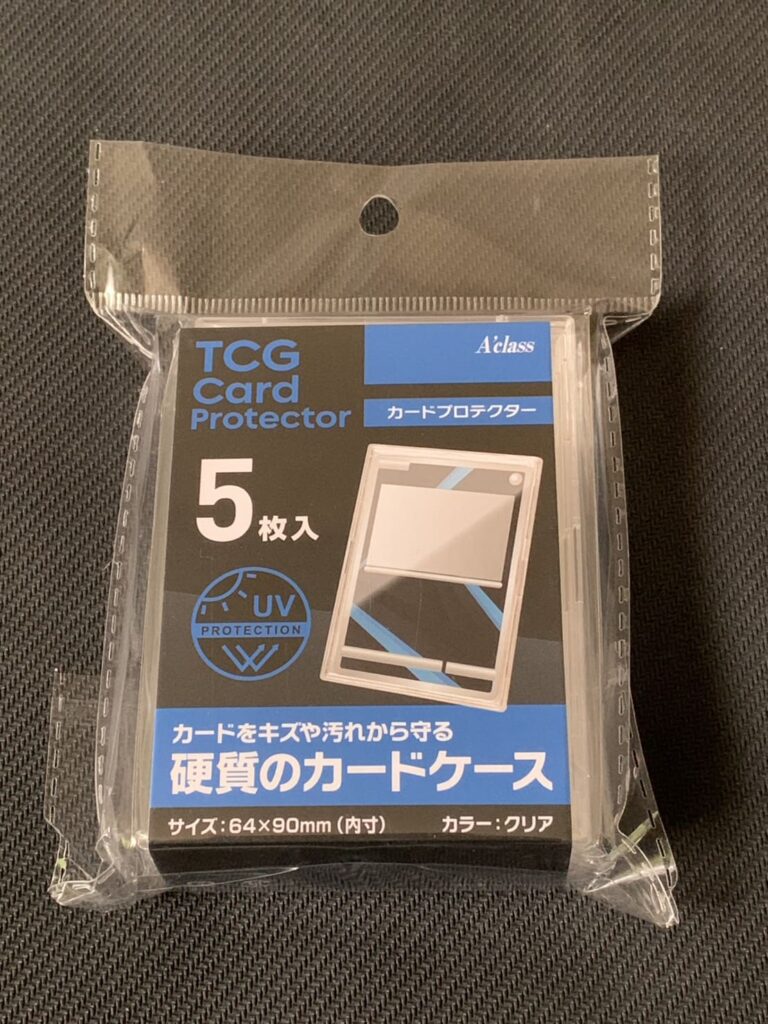 TCG
Card
Protector
A'class
カードプロテクター
5枚入
UV
PROTECTION
カードをキズや汚れから守る
硬質のカードケース
サイズ：64×90mm（内寸）
カラー：クリア